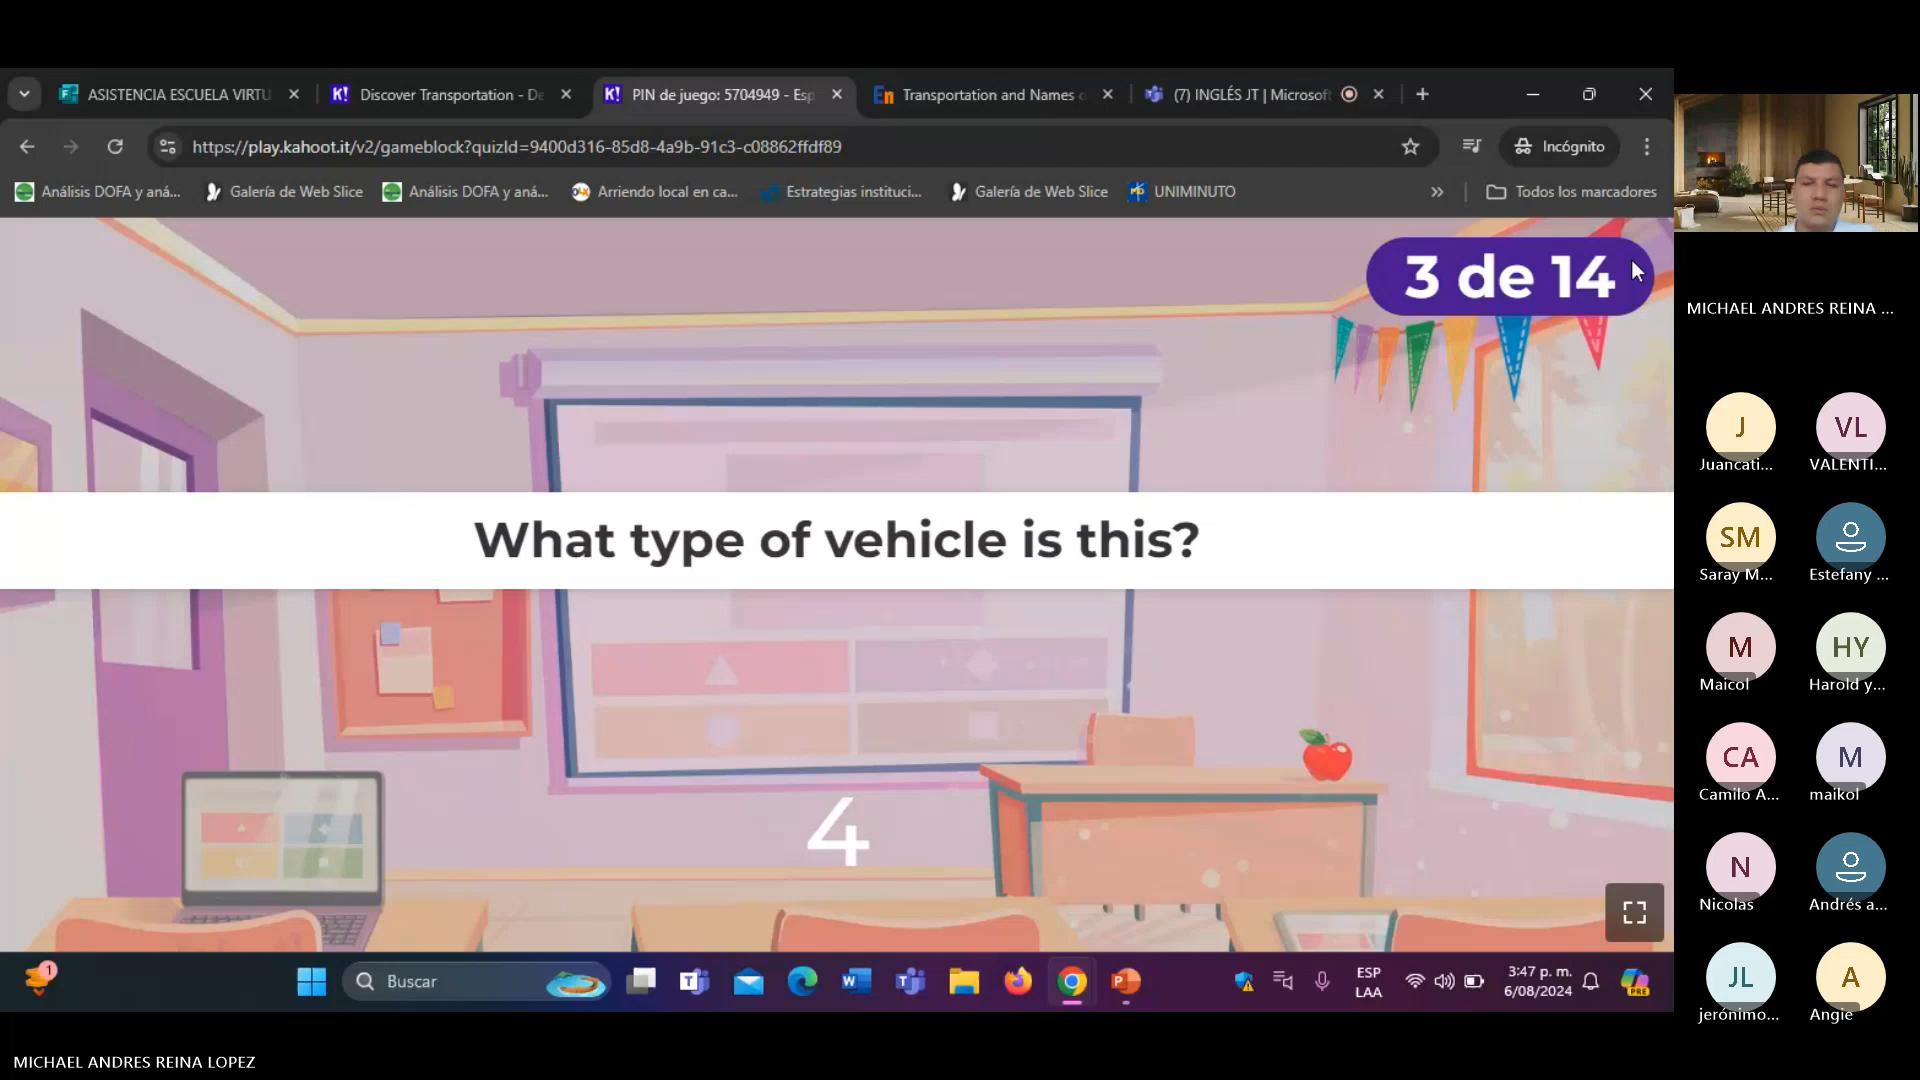 ASISTENCIA ESCUELA VIRTU
K! Discover Transportation - De
K! PIN de juego: 5704949 - Esp
En Transportation and Names o
(7) INGLÉS JT | Microsoft
https://play.kahoot.it/v2/gameblock?quizId=9400d316-85d8-4a9b-91c3-c08862ffdf89
Incógnito
Análisis DOFA y aná...
Galería de Web Slice
Análisis DOFA y aná...
Arriendo local en ca...
Estrategias instituci...
Galería de Web Slice
UNIMINUTO
Todos los marcadores
3 de 14
What type of vehicle is this?
4
MICHAEL ANDRES REINA ...
J
Juancati...
VL
VALENTI...
SM
Saray M...
Estefany ...
M
Maicol
HY
Harold y...
CA
Camilo A...
M
maikol
N
Nicolas
Andrés a...
JL
jerónimo...
A
Angie
1
Buscar
ESP
LAA
3:47 p. m.
6/08/2024
PRE
MICHAEL ANDRES REINA LOPEZ